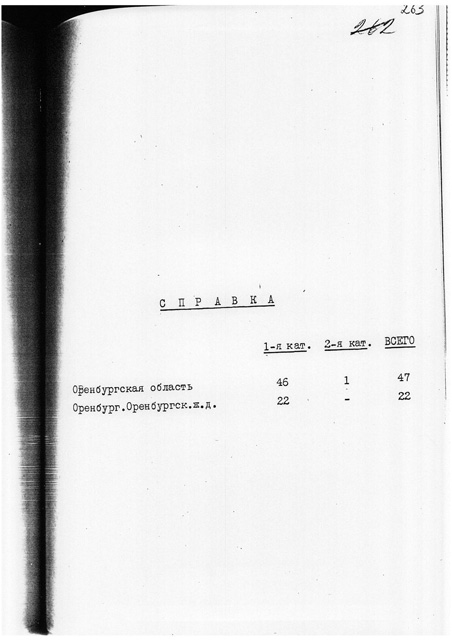 263
262
С П Р А В К А
1-я кат. 2-я кат. ВСЕГО
Оренбургская область 46 1 47
Оренбург.Оренбургск.ж.д. 22 - 22